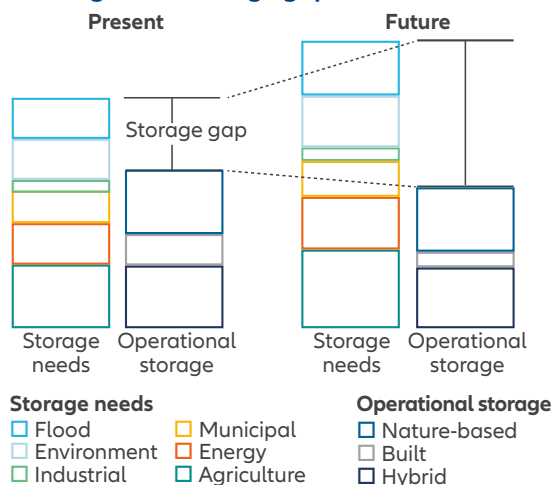 Present
Future
Storage gap
Storage needs
Operational storage
Storage needs
Operational storage
Storage needs
Flood
Environment
Industrial
Municipal
Energy
Agriculture
Operational storage
Nature-based
Built
Hybrid